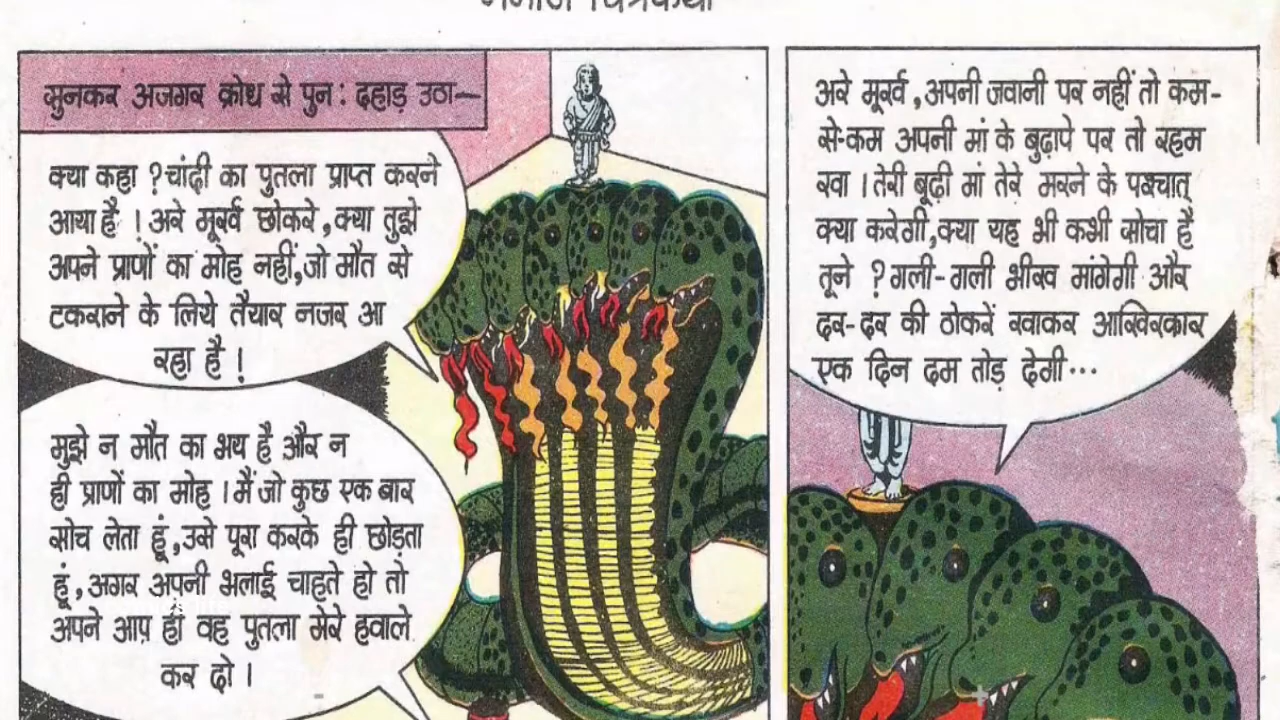 मनोज चित्रकथा
सुनकर अजगर क्रोध से पुनः दहाड़ उठा—
क्या कहा ? चांदी का पुतला प्राप्त करने
आया है ! अरे मूर्ख छोकरे, क्या तुझे
अपने प्राणों का मोह नहीं, जो मौत से
टकराने के लिये तैयार नजर आ
रहा है !
मुझे न मौत का भय है और न
ही प्राणों का मोह । मैं जो कुछ एक बार
सोच लेता हूं, उसे पूरा करके ही छोड़ता
हूं, अगर अपनी भलाई चाहते हो तो
अपने आप ही वह पुतला मेरे हवाले
कर दो ।
अरे मूर्ख, अपनी जवानी पर नहीं तो कम-
से-कम अपनी मां के बुढ़ापे पर तो रहम
खा । तेरी बूढ़ी मां तेरे मरने के पश्चात्
क्या करेगी, क्या यह भी कभी सोचा है
तूने ? गली-गली भीख मांगेगी और
दर-दर की ठोकरें खाकर आखिरकार
एक दिन दम तोड़ देगी...